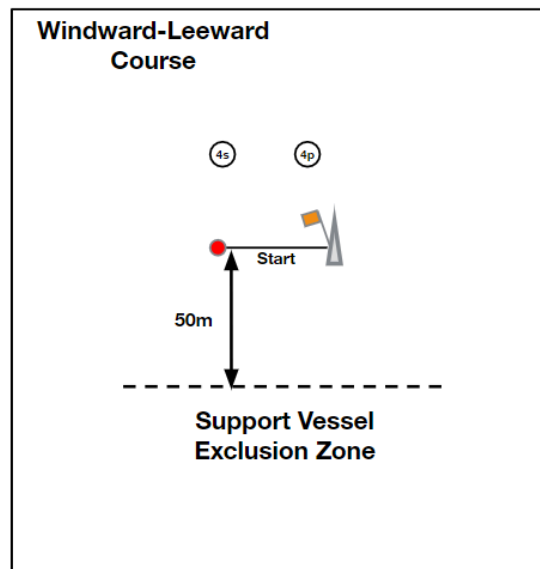 Windward-Leeward
Course
4s
4p
Start
50m
Support Vessel
Exclusion Zone